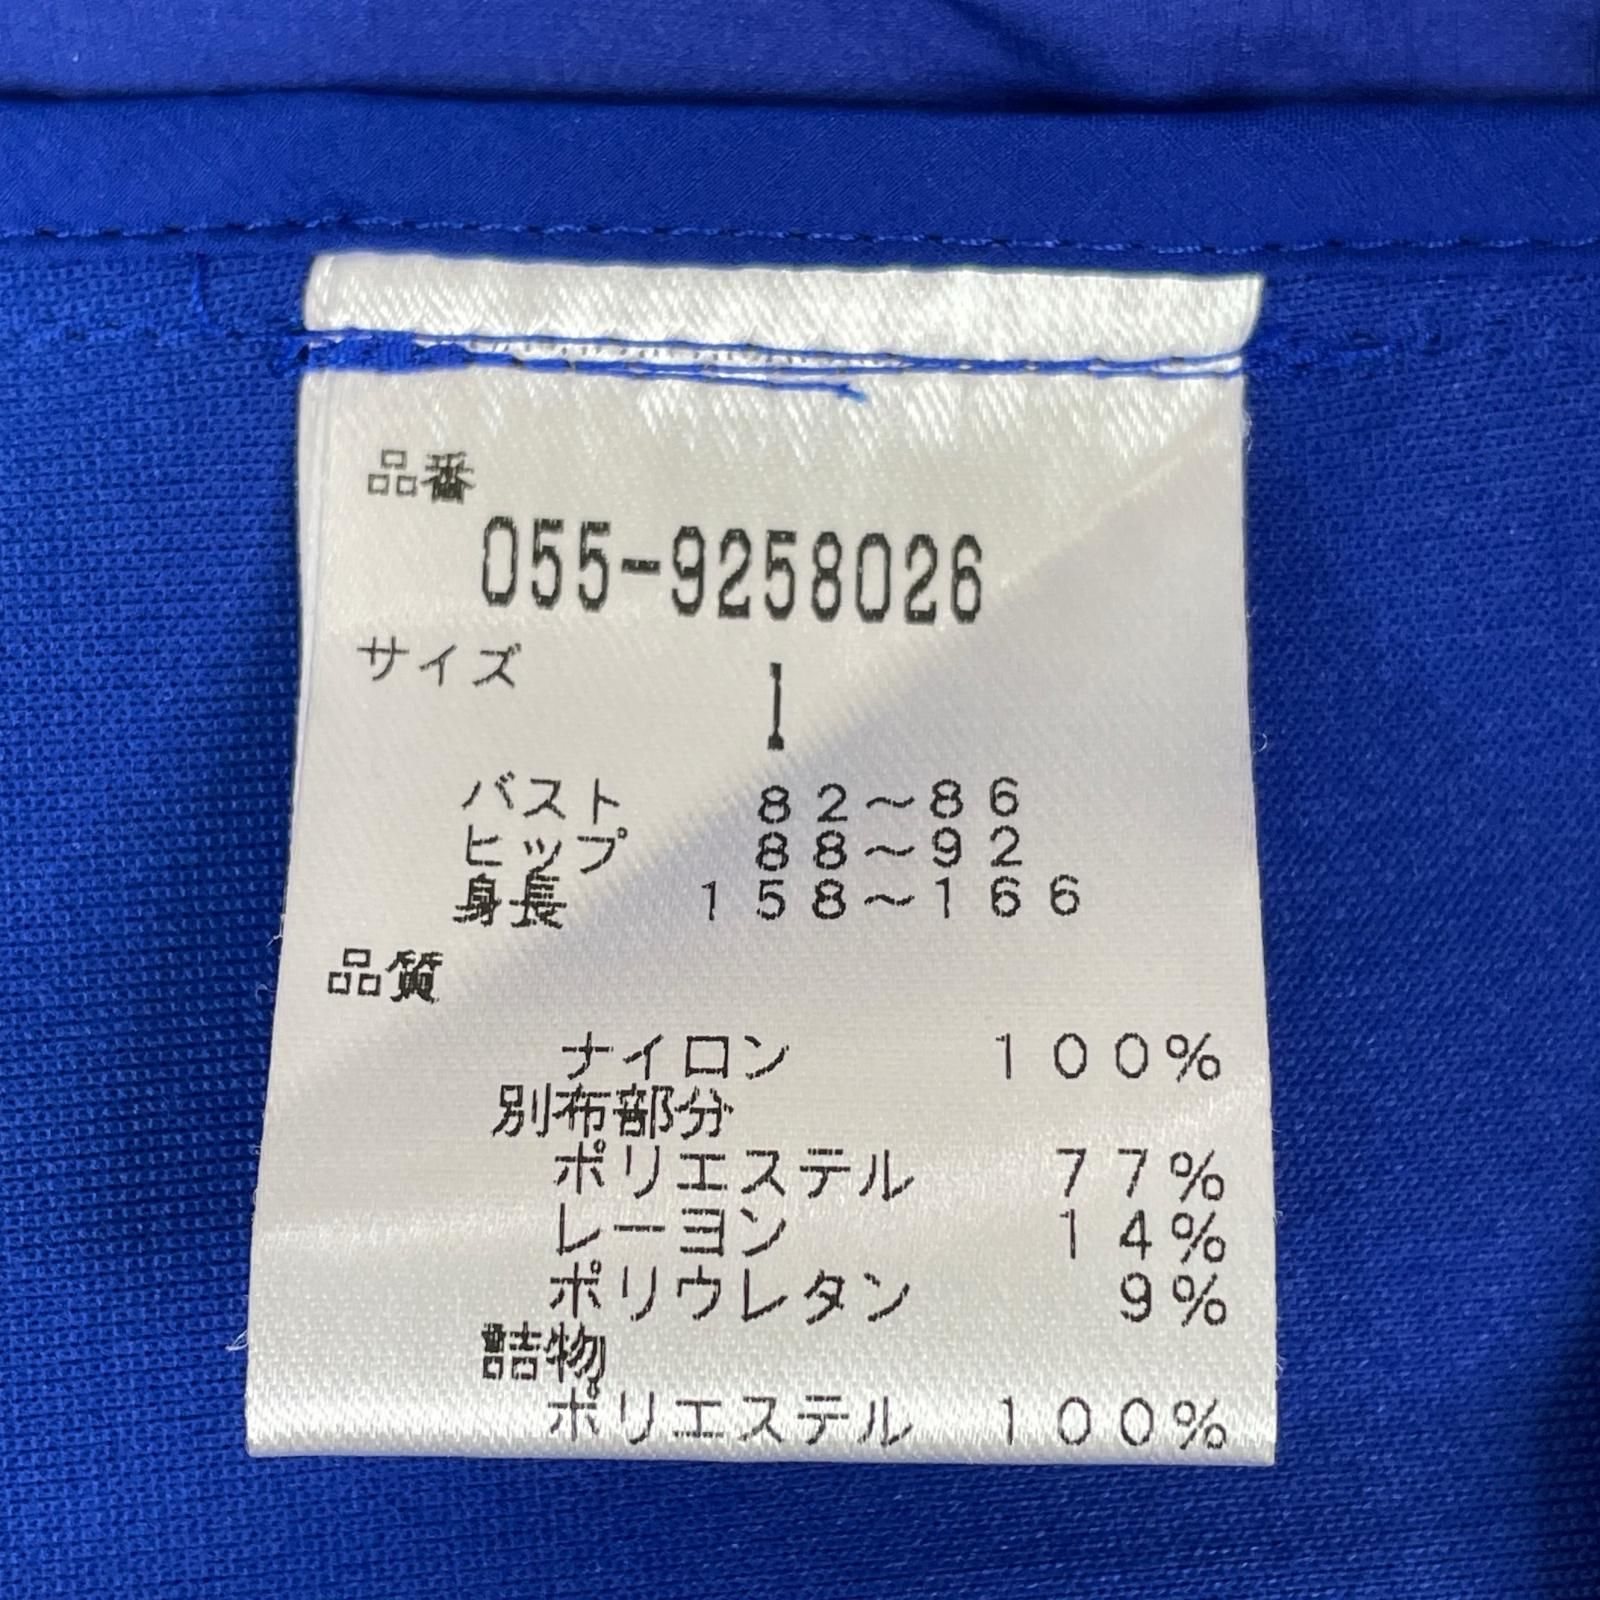 品番
055-9258026
サイズ 1
バスト 82～86
ヒップ 88～92
身長 158～166
品質
ナイロン 100%
別布部分
ポリエステル 77%
レーヨン 14%
ポリウレタン 9%
詰物
ポリエステル 100%